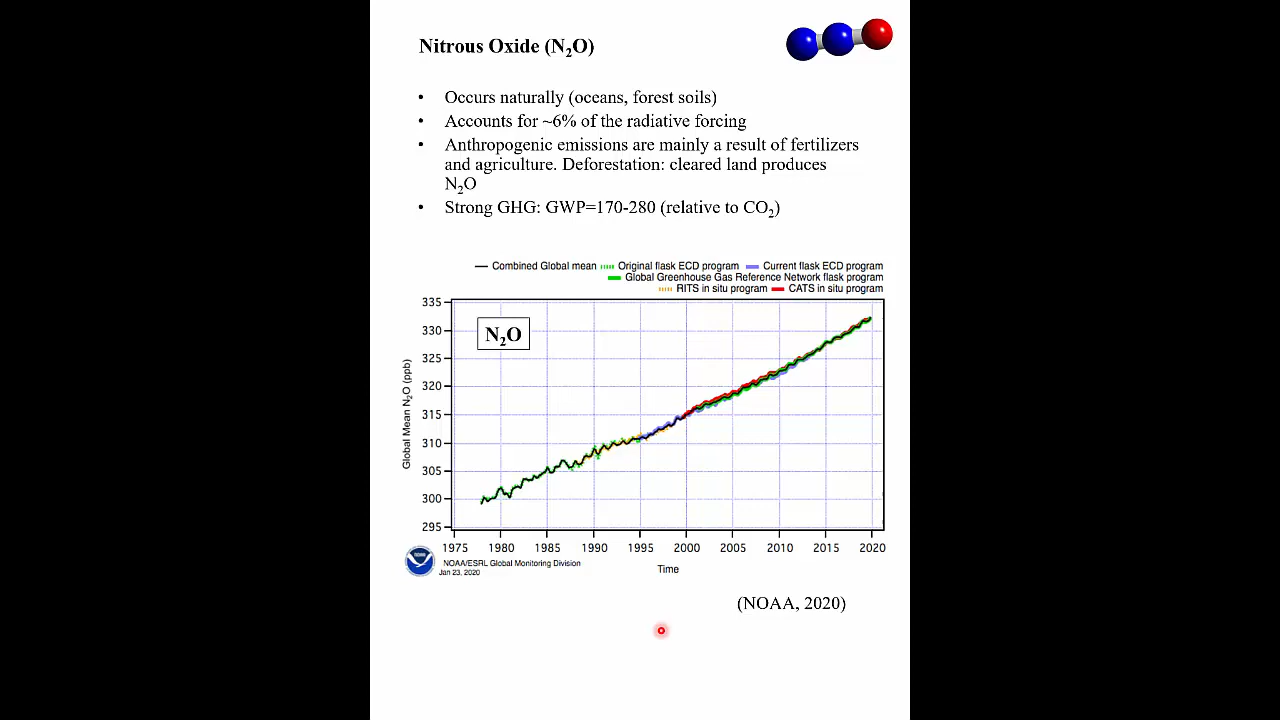 Nitrous Oxide (N₂O)
• Occurs naturally (oceans, forest soils)
• Accounts for ~6% of the radiative forcing
• Anthropogenic emissions are mainly a result of fertilizers
and agriculture. Deforestation: cleared land produces
N₂O
• Strong GHG: GWP=170-280 (relative to CO₂)
Combined Global mean Original flask ECD program Current flask ECD program
Global Greenhouse Gas Reference Network flask program
RITS in situ program CATS in situ program
N₂O
Global Mean N₂O (ppb)
335
330
325
320
315
310
305
300
295
1975 1980 1985 1990 1995 2000 2005 2010 2015 2020
Time
NOAA/ESRL Global Monitoring Division
Jan 23, 2020
(NOAA, 2020)